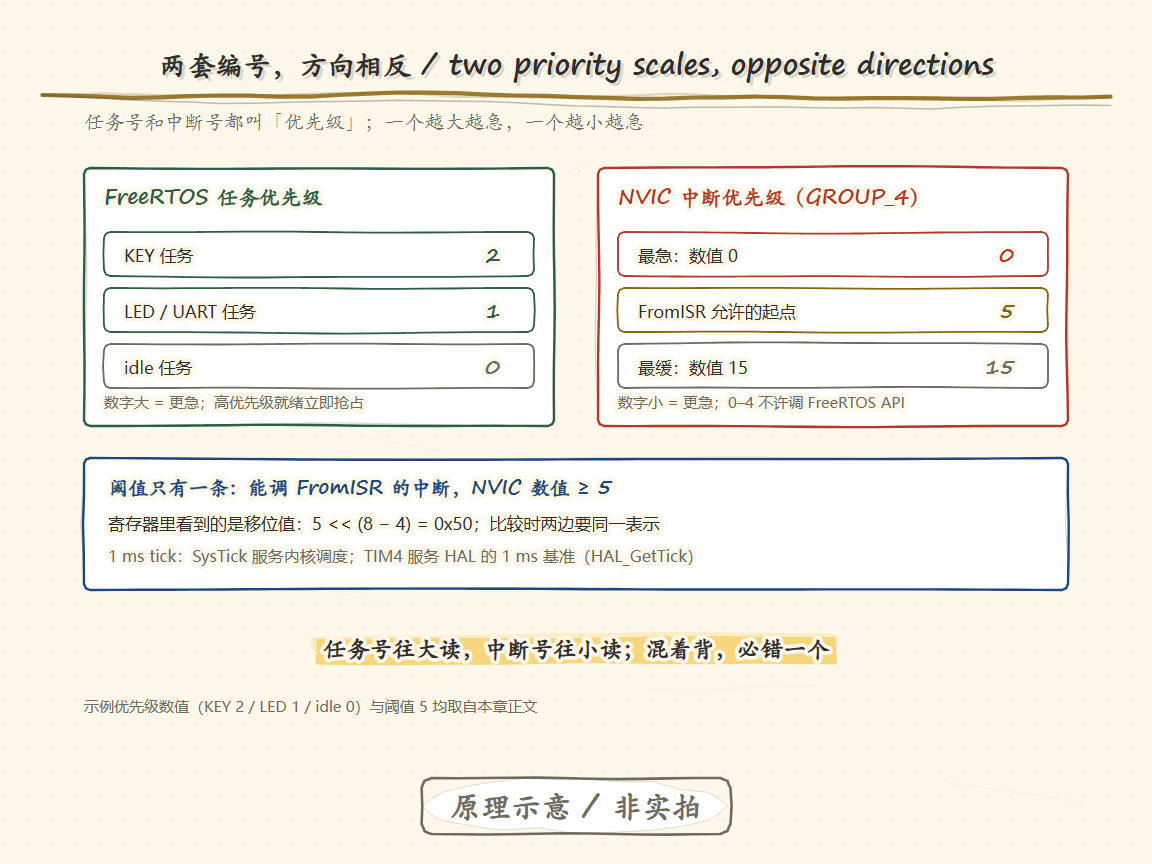 两套编号，方向相反 / two priority scales, opposite directions
任务号和中断号都叫「优先级」；一个越大越急，一个越小越急
FreeRTOS 任务优先级
KEY 任务 2
LED / UART 任务 1
idle 任务 0
数字大 = 更急；高优先级就绪立即抢占
NVIC 中断优先级（GROUP_4）
最急：数值 0 0
FromISR 允许的起点 5
最缓：数值 15 15
数字小 = 更急；0–4 不许调 FreeRTOS API
阈值只有一条：能调 FromISR 的中断，NVIC 数值 ≥ 5
寄存器里看到的是移位值：5 << (8 − 4) = 0x50；比较时两边要同一表示
1 ms tick：SysTick 服务内核调度；TIM4 服务 HAL 的 1 ms 基准（HAL_GetTick）
任务号往大读，中断号往小读；混着背，必错一个
示例优先级数值（KEY 2 / LED 1 / idle 0）与阈值 5 均取自本章正文
原理示意 / 非实拍